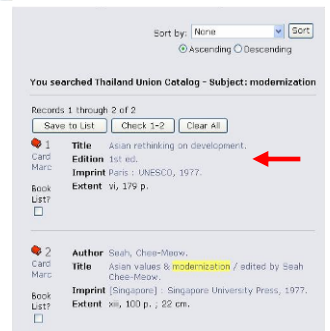 Sort by: None Sort
Ascending Descending
You searched Thailand Union Catalog - Subject: modernization
Records 1 through 2 of 2
Save to List Check 1-2 Clear All
1 Title Asian rethinking on development.
Card Edition 1st ed.
Marc Imprint Paris : UNESCO, 1977.
Book Extent vi, 179 p.
List?
2 Author Seah, Chee-Meow.
Card Title Asian values & modernization / edited by Seah
Marc Chee-Meow.
Book Imprint [Singapore] : Singapore University Press, 1977.
List? Extent xii, 100 p. ; 22 cm.